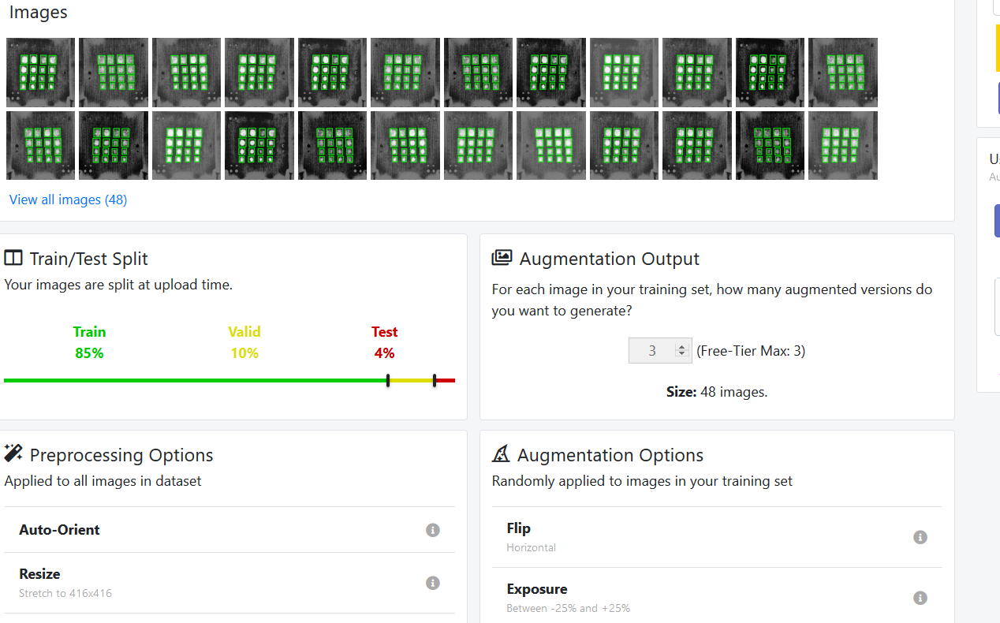 Images
View all images (48)
Train/Test Split
Your images are split at upload time.
Train
85%
Valid
10%
Test
4%
Augmentation Output
For each image in your training set, how many augmented versions do
you want to generate?
3 (Free-Tier Max: 3)
Size: 48 images.
Preprocessing Options
Applied to all images in dataset
Auto-Orient
Resize
Stretch to 416x416
Augmentation Options
Randomly applied to images in your training set
Flip
Horizontal
Exposure
Between -25% and +25%